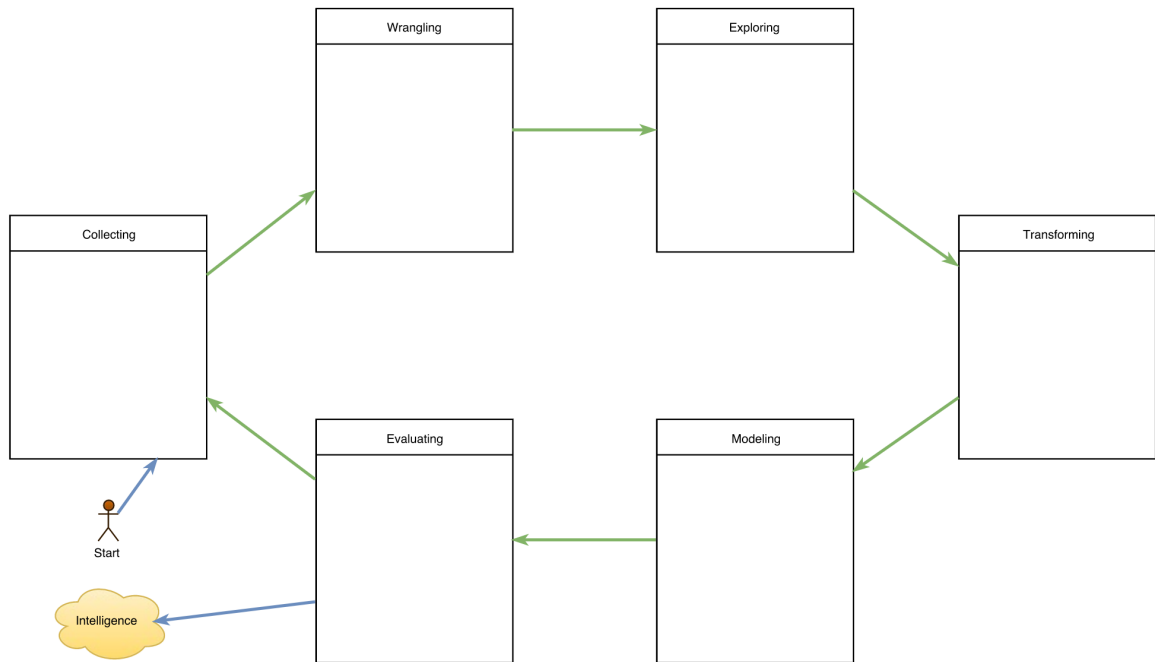 Wrangling
Exploring
Collecting
Transforming
Evaluating
Modeling
Start
Intelligence